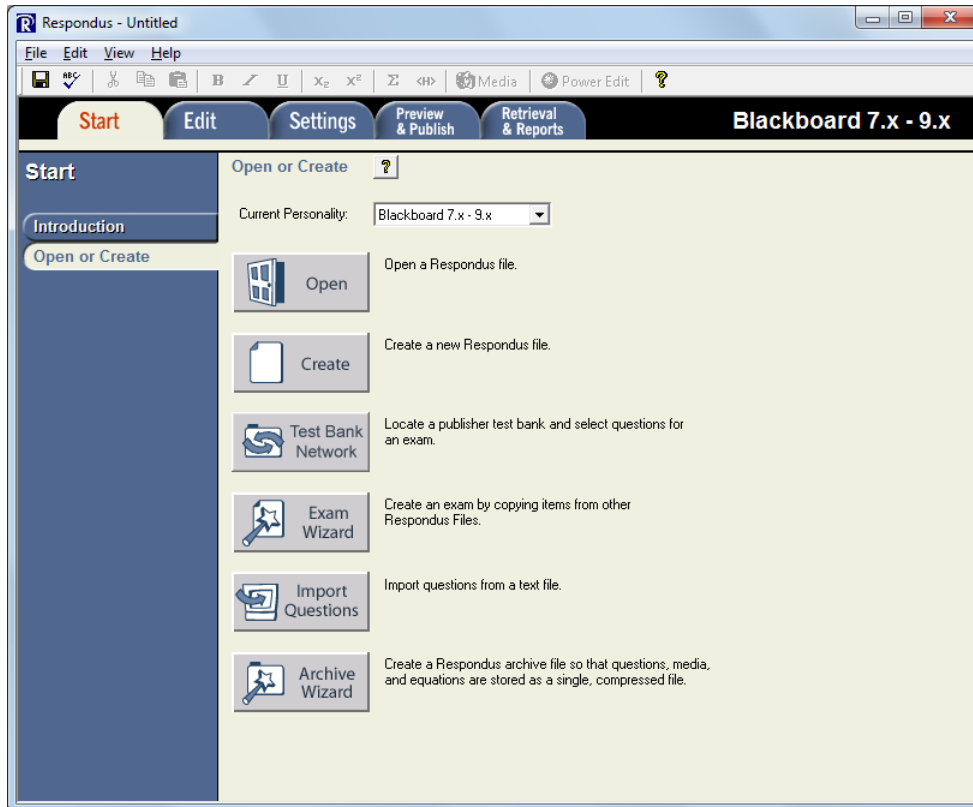 Respondus - Untitled
File Edit View Help
ABC B I U X₂ X² Σ <H> Media Power Edit ?
Start Edit Settings Preview & Publish Retrieval & Reports Blackboard 7.x - 9.x
Start
Introduction
Open or Create
Open or Create ?
Current Personality: Blackboard 7.x - 9.x
Open
Open a Respondus file.
Create
Create a new Respondus file.
Test Bank
Network
Locate a publisher test bank and select questions for
an exam.
Exam
Wizard
Create an exam by copying items from other
Respondus Files.
Import
Questions
Import questions from a text file.
Archive
Wizard
Create a Respondus archive file so that questions, media,
and equations are stored as a single, compressed file.